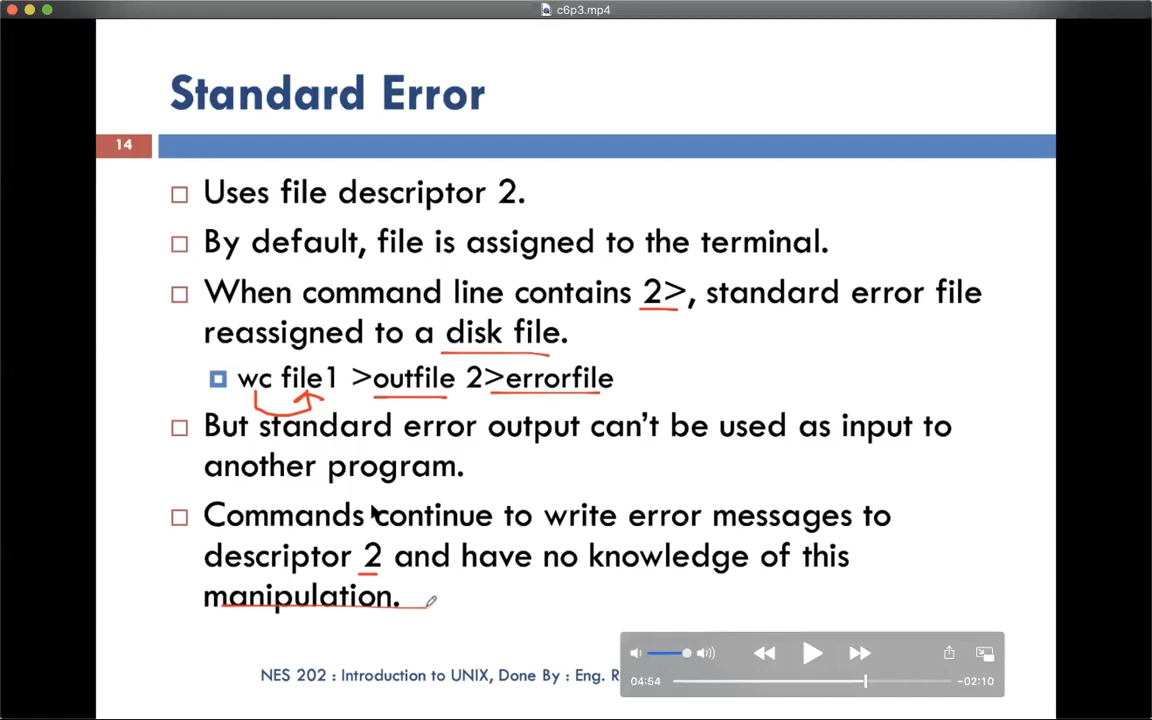 c6p3.mp4
Standard Error
14
Uses file descriptor 2.
By default, file is assigned to the terminal.
When command line contains 2>, standard error file
reassigned to a disk file.
wc file1 >outfile 2>errorfile
But standard error output can't be used as input to
another program.
Commands continue to write error messages to
descriptor 2 and have no knowledge of this
manipulation.
NES 202 : Introduction to UNIX, Done By : Eng. R
04:54
−02:10